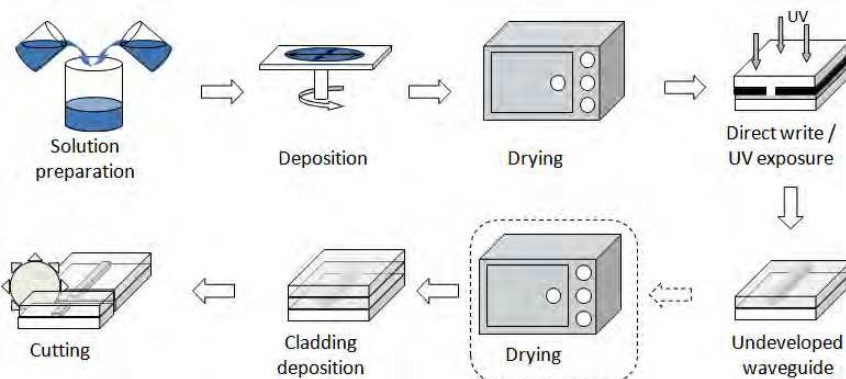 UV
Solution
preparation
Deposition
Drying
Direct write /
UV exposure
Cutting
Cladding
deposition
Drying
Undeveloped
waveguide